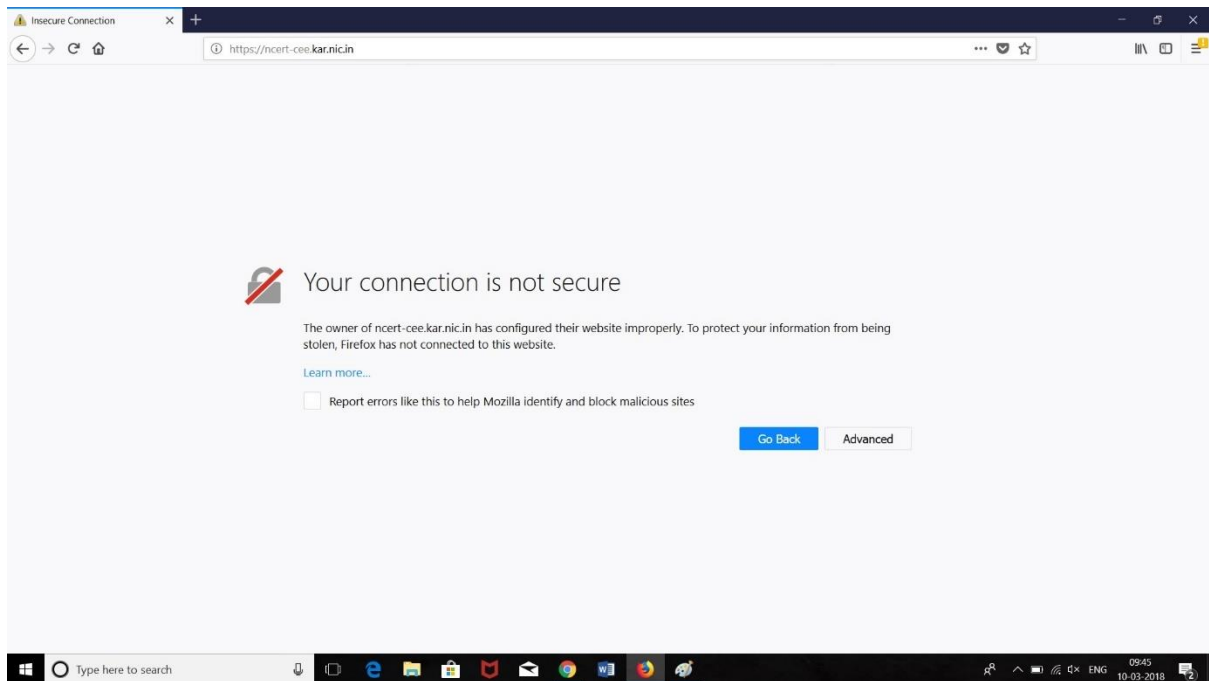 Insecure Connection
https://ncert-cee.kar.nic.in
Your connection is not secure
The owner of ncert-cee.kar.nic.in has configured their website improperly. To protect your information from being
stolen, Firefox has not connected to this website.
Learn more...
Report errors like this to help Mozilla identify and block malicious sites
Go Back Advanced
Type here to search
ENG
09:45
10-03-2018
2